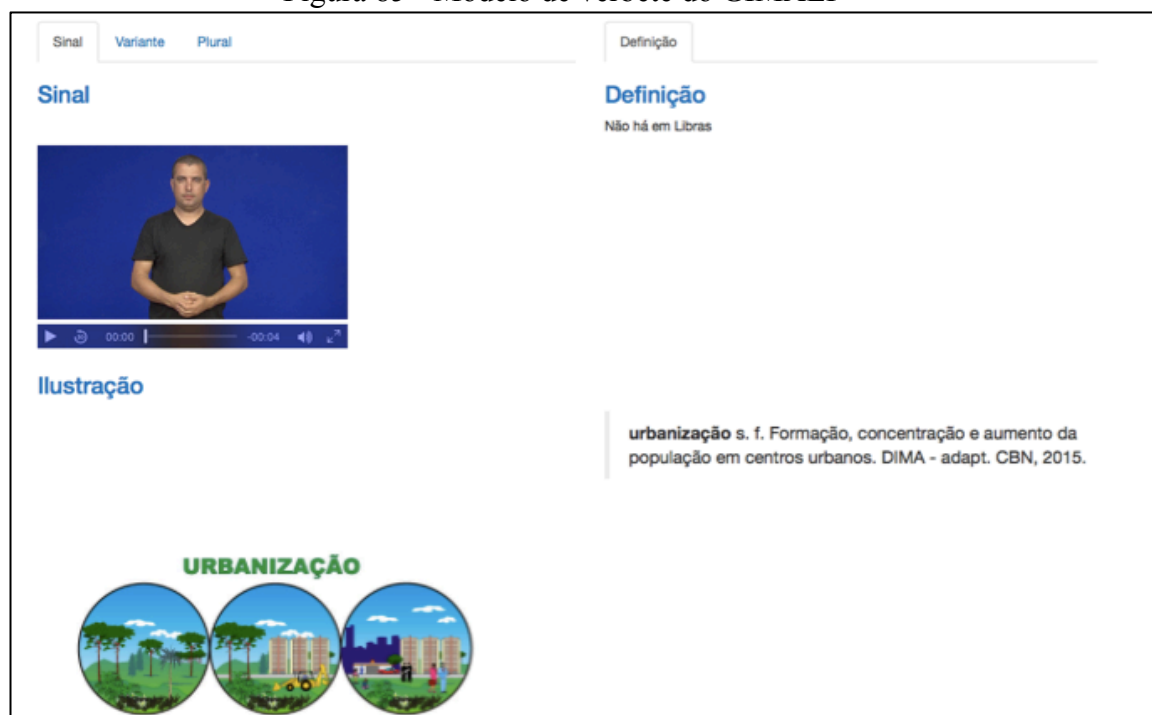 Sinal Variante Plural
Sinal
00:00 -00:04
Ilustração
URBANIZAÇÃO
Definição
Definição
Não há em Libras
urbanização s. f. Formação, concentração e aumento da
população em centros urbanos. DIMA - adapt. CBN, 2015.